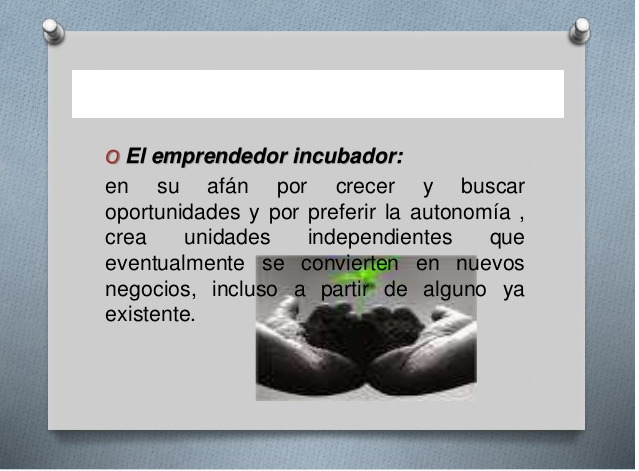 O El emprendedor incubador:
en su afán por crecer y buscar
oportunidades y por preferir la autonomía ,
crea unidades independientes que
eventualmente se convierten en nuevos
negocios, incluso a partir de alguno ya
existente.